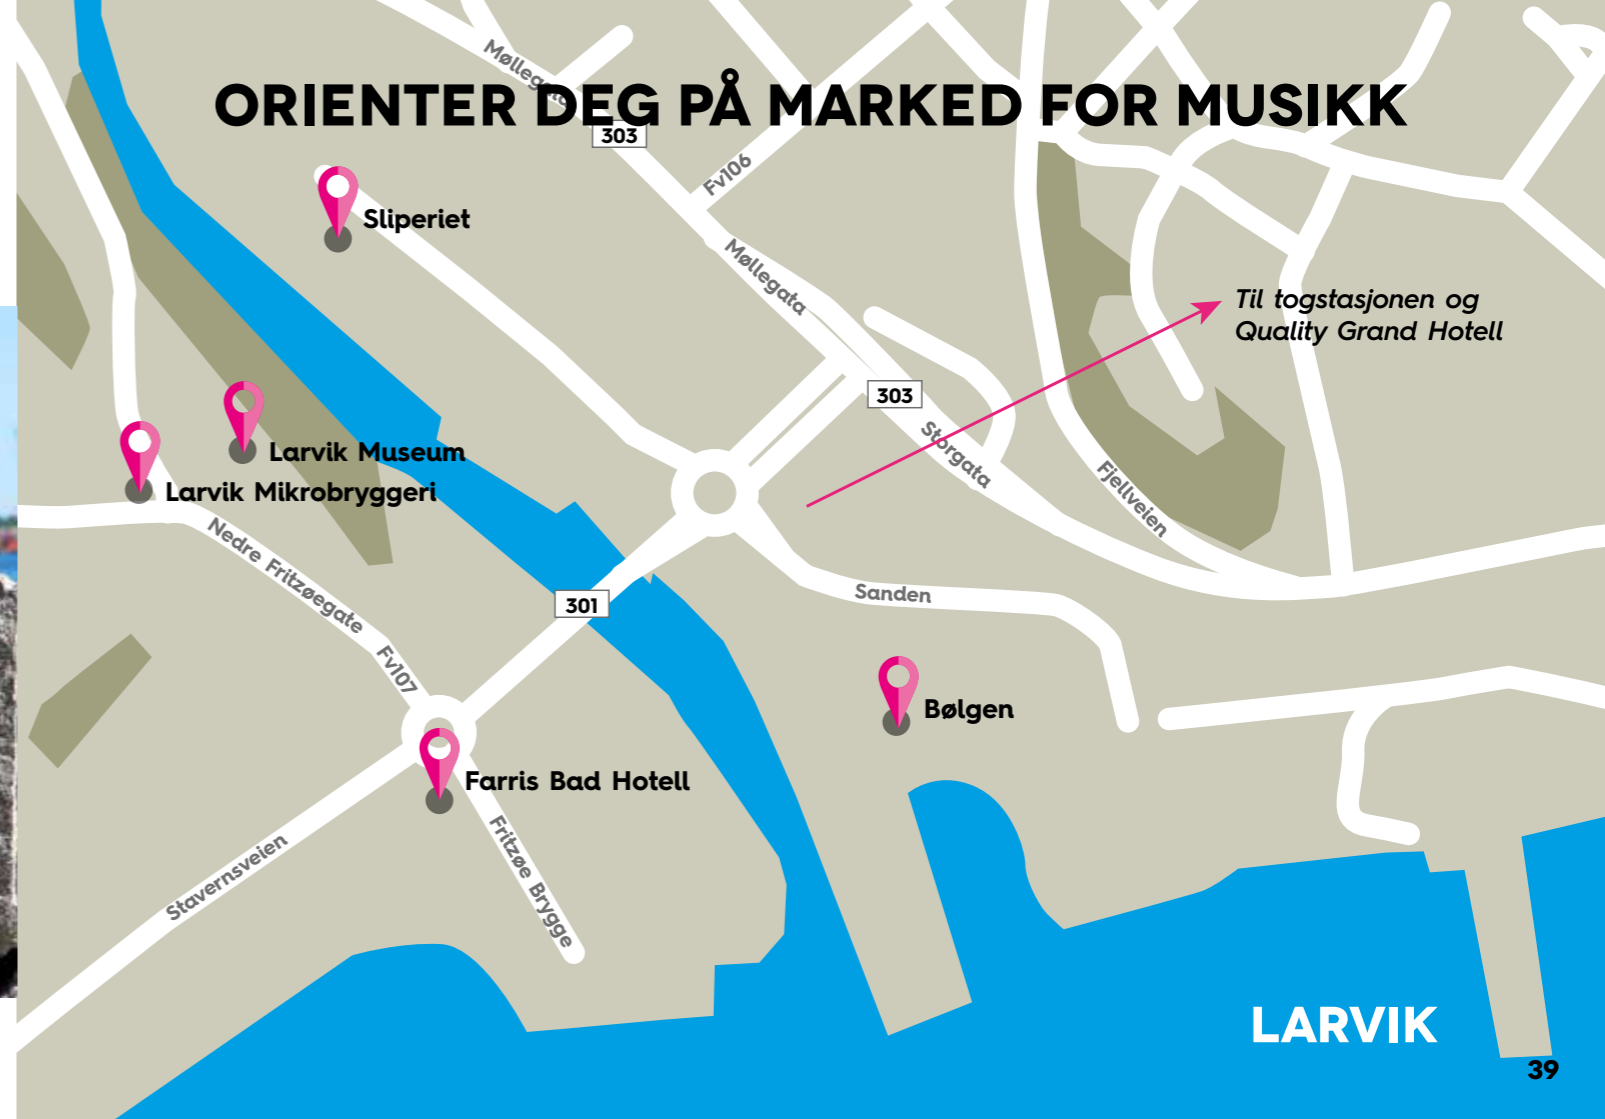 ORIENTER DEG PÅ MARKED FOR MUSIKK
Møllegata
303
Fv106
Sliperiet
Møllegata
Til togstasjonen og
Quality Grand Hotell
303
Storgata
Larvik Museum
Larvik Mikrobryggeri
Fjellveien
Nedre Fritzøegate
301
Sanden
Fv107
Bølgen
Farris Bad Hotell
Stavernsveien
Fritzøe Brygge
LARVIK
39